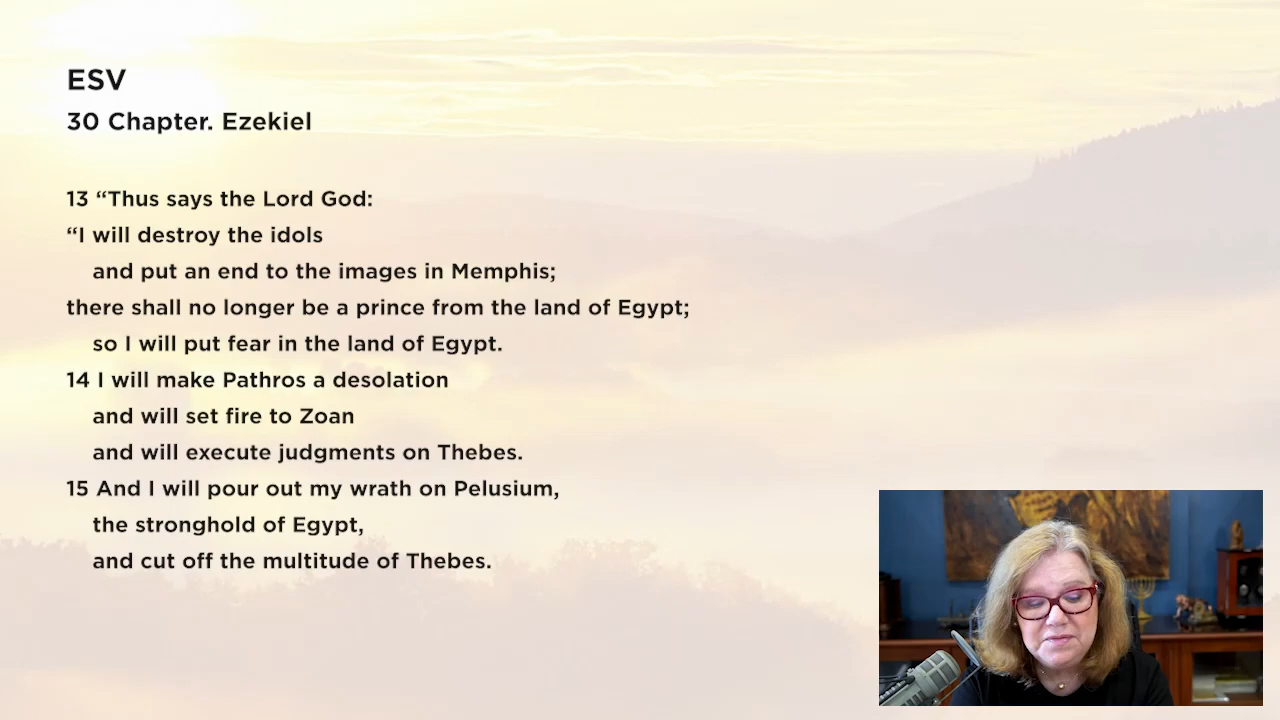 ESV
30 Chapter. Ezekiel
13 “Thus says the Lord God:
“I will destroy the idols
and put an end to the images in Memphis;
there shall no longer be a prince from the land of Egypt;
so I will put fear in the land of Egypt.
14 I will make Pathros a desolation
and will set fire to Zoan
and will execute judgments on Thebes.
15 And I will pour out my wrath on Pelusium,
the stronghold of Egypt,
and cut off the multitude of Thebes.